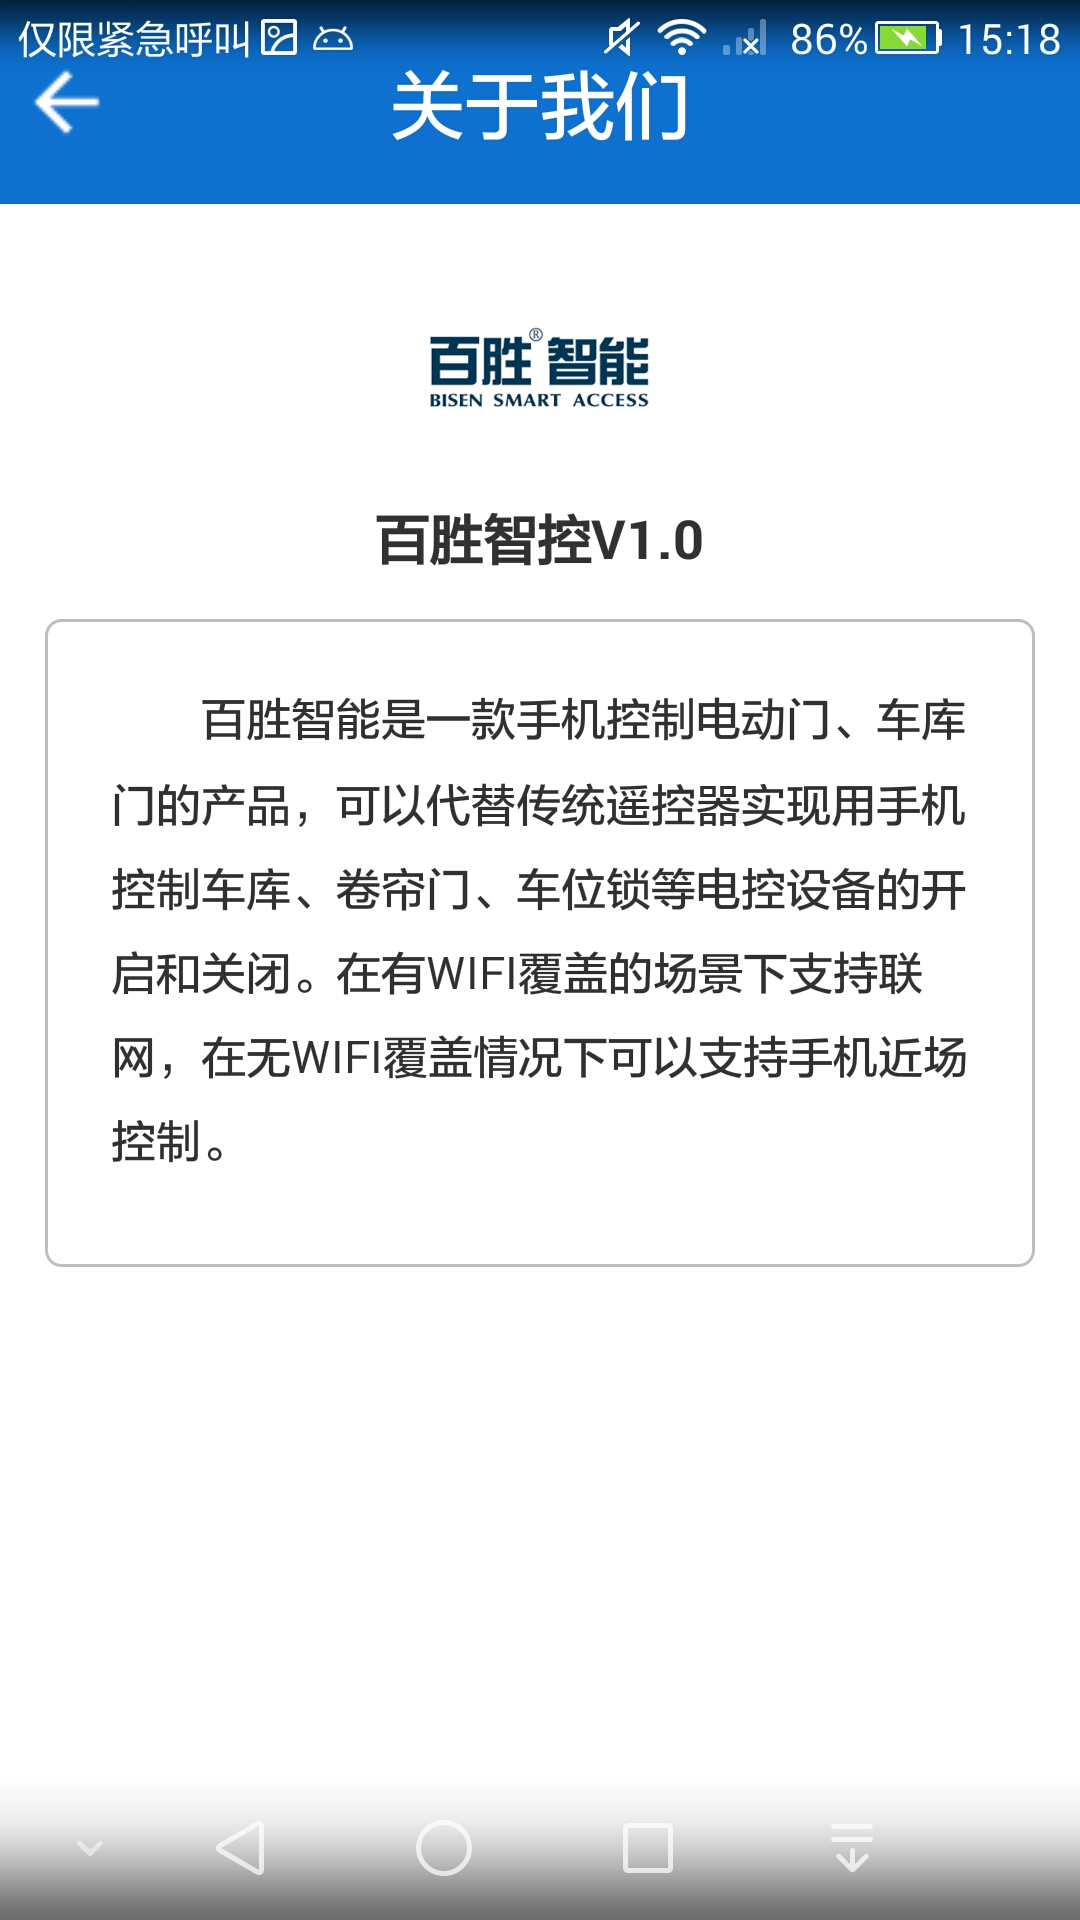 仅限紧急呼叫 86% 15:18
关于我们
百胜®智能
BISEN SMART ACCESS
百胜智控V1.0
百胜智能是一款手机控制电动门、车库
门的产品，可以代替传统遥控器实现用手机
控制车库、卷帘门、车位锁等电控设备的开
启和关闭。在有WIFI覆盖的场景下支持联
网，在无WIFI覆盖情况下可以支持手机近场
控制。